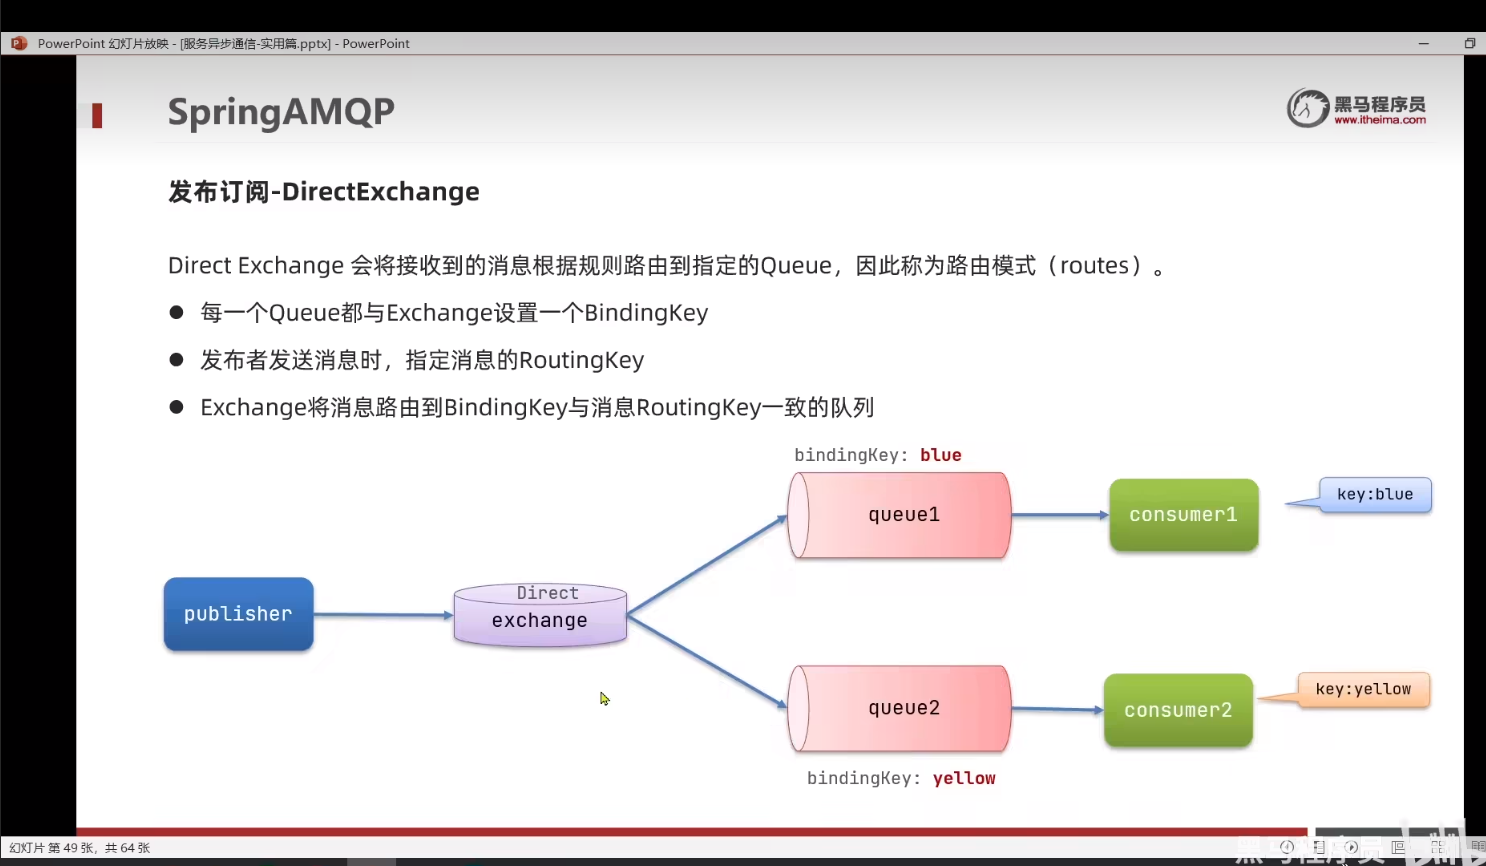 PowerPoint 幻灯片放映 - [服务异步通信-实用篇.pptx] - PowerPoint
SpringAMQP
黑马程序员
www.itheima.com
发布订阅-DirectExchange
Direct Exchange 会将接收到的消息根据规则路由到指定的Queue，因此称为路由模式（routes）。
● 每一个Queue都与Exchange设置一个BindingKey
● 发布者发送消息时，指定消息的RoutingKey
● Exchange将消息路由到BindingKey与消息RoutingKey一致的队列
bindingKey: blue
queue1
consumer1
key:blue
publisher
Direct
exchange
queue2
consumer2
key:yellow
bindingKey: yellow
幻灯片 第 49 张，共 64 张
黑马程序员